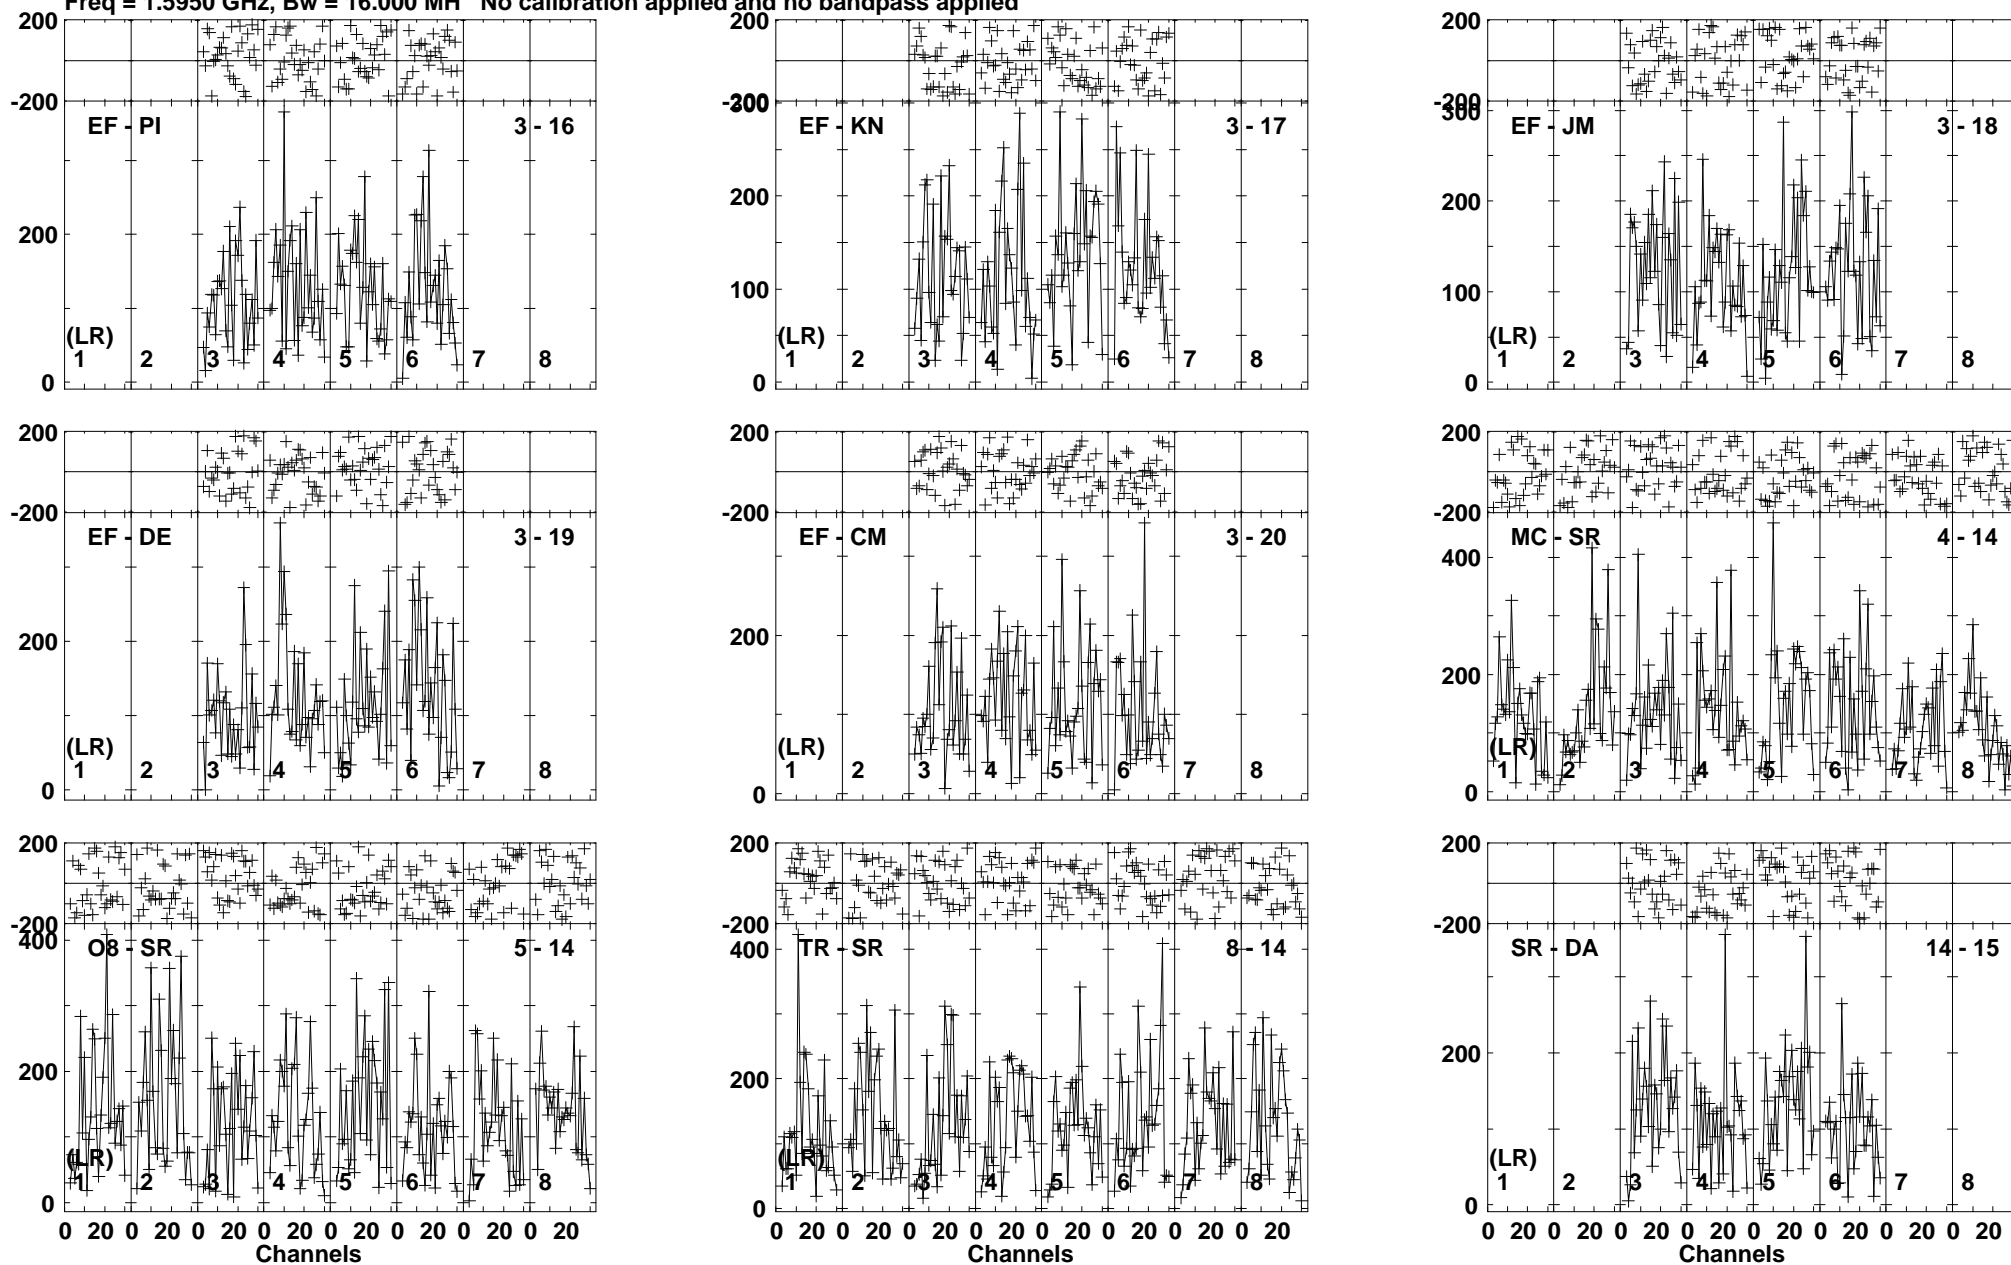 Freq = 1.5950 GHz, Bw = 16.000 MH No calibration applied and no bandpass applied
200 200 200
-200 -200 -200
EF - PI 3 - 16 EF - KN 3 - 17 EF - JM 3 - 18
300 300
200 200 200
100 100
(LR) (LR) (LR)
1 2 3 4 5 6 7 8 1 2 3 4 5 6 7 8 1 2 3 4 5 6 7 8
0 0 0
200 200 200
-200 -200 -200
EF - DE 3 - 19 EF - CM 3 - 20 MC - SR 4 - 14
400
200 200 200
(LR) (LR) (LR)
1 2 3 4 5 6 7 8 1 2 3 4 5 6 7 8 1 2 3 4 5 6 7 8
0 0 0
200 200 200
-200 -200 -200
O8 - SR 5 - 14 TR - SR 8 - 14 SR - DA 14 - 15
400 400
200 200 200
(LR) (LR) (LR)
1 2 3 4 5 6 7 8 1 2 3 4 5 6 7 8 1 2 3 4 5 6 7 8
0 0 0
0 20 0 20 0 20 0 20 0 20 0 20 0 20 0 20 0 20 0 20 0 20 0 20 0 20 0 20 0 20 0 20 0 20 0 20 0 20 0 20 0 20 0 20 0 20 0 20
Channels Channels Channels